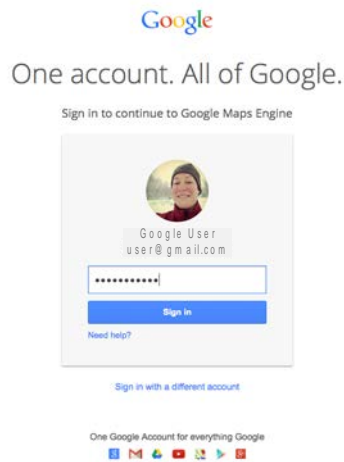 Google
One account. All of Google.
Sign in to continue to Google Maps Engine
Google User
user@gmail.com
•••••••••••
Sign in
Need help?
Sign in with a different account
One Google Account for everything Google